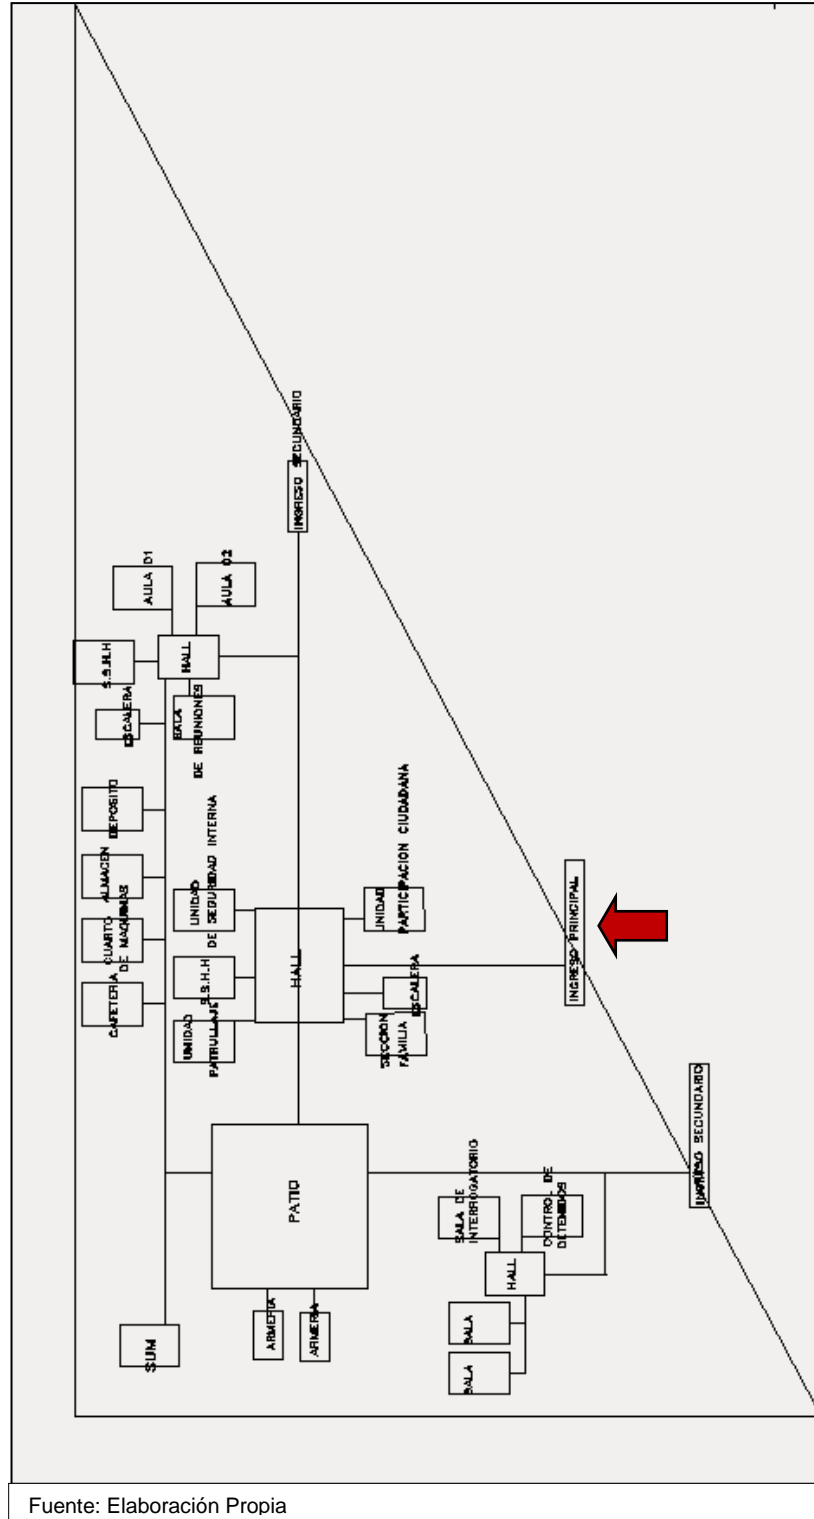 INGRESO SECUNDARIO
AULA 01
AULA 02
S.S.H.H
HALL
ESCALERA
SALA
DE REUNIONES
DEPOSITO
ALMACEN
CUARTO
DE MAQUINAS
CAFETERIA
UNIDAD
DE SEGURIDAD INTERNA
S.S.H.H
UNIDAD
PATRULLAJE
HALL
UNIDAD
PARTICIPACION CIUDADANA
ESCALERA
SECCION
FAMILIA
INGRESO PRINCIPAL
PATIO
SUM
ARMERIA
ARMERIA
SALA DE
INTERROGATORIO
CONTROL DE
DETENIDOS
HALL
SALA
SALA
SECUNDARIO
Fuente: Elaboración Propia